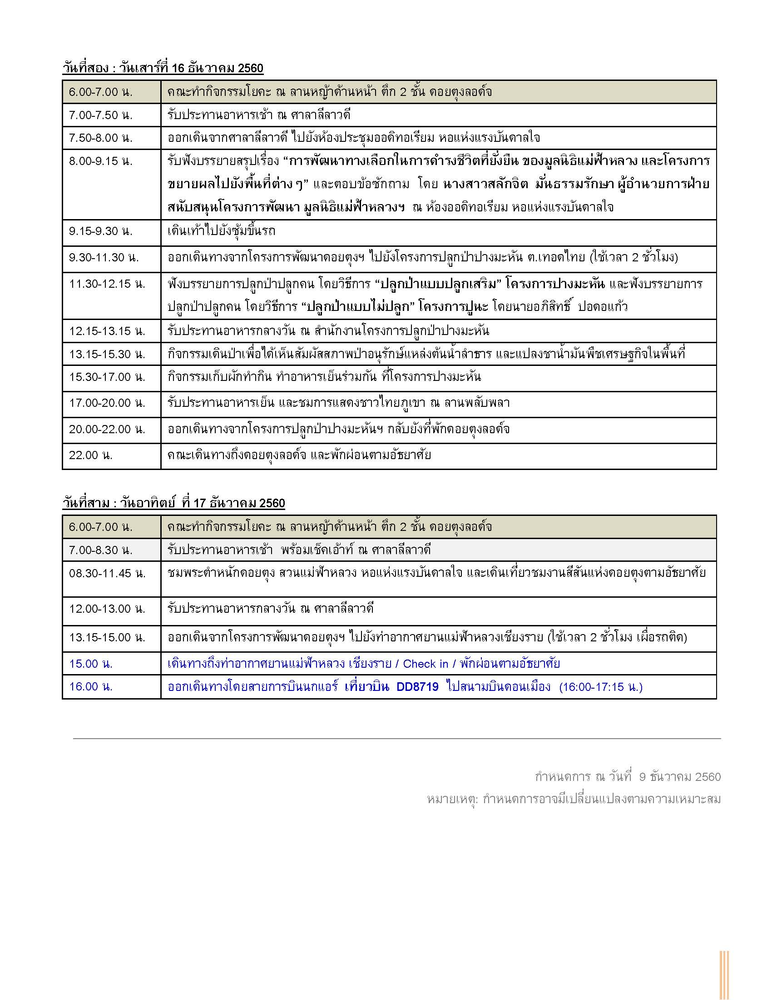 วันที่สอง : วันเสาร์ที่ 16 ธันวาคม 2560
6.00-7.00 น. คณะทำกิจกรรมโยคะ ณ ลานหญ้าด้านหน้า ตึก 2 ชั้น ดอยตุงลอด์จ
7.00-7.50 น. รับประทานอาหารเช้า ณ ศาลาลีลาวดี
7.50-8.00 น. ออกเดินจากศาลาลีลาวดี ไปยังห้องประชุมออดิทอเรียม หอแห่งแรงบันดาลใจ
8.00-9.15 น. รับฟังบรรยายสรุปเรื่อง “การพัฒนาทางเลือกในการดำรงชีวิตที่ยั่งยืน ของมูลนิธิแม่ฟ้าหลวง และโครงการ
ขยายผลไปยังพื้นที่ต่าง ๆ” และตอบข้อซักถาม โดย นางสาวสลักจิต มั่นธรรมรักษา ผู้อำนวยการฝ่าย
สนับสนุนโครงการพัฒนา มูลนิธิแม่ฟ้าหลวงฯ ณ ห้องออดิทอเรียม หอแห่งแรงบันดาลใจ
9.15-9.30 น. เดินเท้าไปยังซุ้มขึ้นรถ
9.30-11.30 น. ออกเดินทางจากโครงการพัฒนาดอยตุงฯ ไปยังโครงการปลูกป่าปางมะหัน ต.เทอดไทย (ใช้เวลา 2 ชั่วโมง)
11.30-12.15 น. ฟังบรรยายการปลูกป่าปลูกคน โดยวิธีการ “ปลูกป่าแบบปลูกเสริม” โครงการปางมะหัน และฟังบรรยายการ
ปลูกป่าปลูกคน โดยวิธีการ “ปลูกป่าแบบไม่ปลูก” โครงการปูนะ โดยนายอภิสิทธิ์ ปอดอแก้ว
12.15-13.15 น. รับประทานอาหารกลางวัน ณ สำนักงานโครงการปลูกป่าปางมะหัน
13.15-15.30 น. กิจกรรมเดินป่าเพื่อได้เห็นสัมผัสสภาพป่าอนุรักษ์แหล่งต้นน้ำลำธาร และแปลงชาน้ำมันพืชเศรษฐกิจในพื้นที่
15.30-17.00 น. กิจกรรมเก็บผักทำกิน ทำอาหารเย็นร่วมกัน ที่โครงการปางมะหัน
17.00-20.00 น. รับประทานอาหารเย็น และชมการแสดงชาวไทยภูเขา ณ ลานพลับพลา
20.00-22.00 น. ออกเดินทางจากโครงการปลูกป่าปางมะหันฯ กลับยังที่พักดอยตุงลอด์จ
22.00 น. คณะเดินทางถึงดอยตุงลอด์จ และพักผ่อนตามอัธยาศัย
วันที่สาม : วันอาทิตย์ ที่ 17 ธันวาคม 2560
6.00-7.00 น. คณะทำกิจกรรมโยคะ ณ ลานหญ้าด้านหน้า ตึก 2 ชั้น ดอยตุงลอด์จ
7.00-8.30 น. รับประทานอาหารเช้า พร้อมเช็คเอ้าท์ ณ ศาลาลีลาวดี
08.30-11.45 น. ชมพระตำหนักดอยตุง สวนแม่ฟ้าหลวง หอแห่งแรงบันดาลใจ และเดินเที่ยวชมงานสีสันแห่งดอยตุงตามอัธยาศัย
12.00-13.00 น. รับประทานอาหารกลางวัน ณ ศาลาลีลาวดี
13.15-15.00 น. ออกเดินจากโครงการพัฒนาดอยตุงฯ ไปยังท่าอากาศยานแม่ฟ้าหลวงเชียงราย (ใช้เวลา 2 ชั่วโมง เผื่อรถติด)
15.00 น. เดินทางถึงท่าอากาศยานแม่ฟ้าหลวง เชียงราย / Check in / พักผ่อนตามอัธยาศัย
16.00 น. ออกเดินทางโดยสายการบินนกแอร์ เที่ยวบิน DD8719 ไปสนามบินดอนเมือง (16:00-17:15 น.)
กำหนดการ ณ วันที่ 9 ธันวาคม 2560
หมายเหตุ: กำหนดการอาจมีเปลี่ยนแปลงตามความเหมาะสม